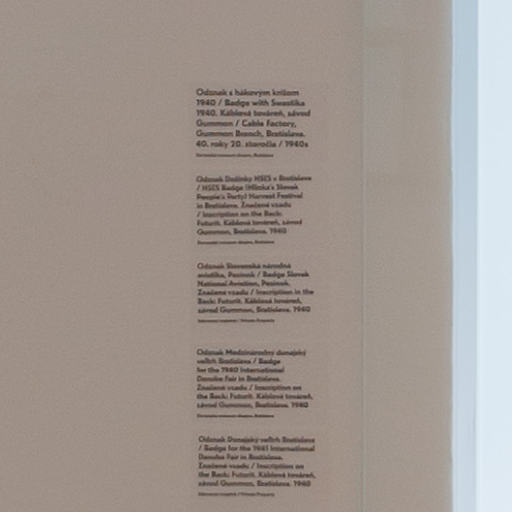 Odznak s hákovým krížom
1940 / Badge with Swastika
1940. Káblová továreň, závod
Gummon / Cable Factory,
Gummon Branch, Bratislava.
40. roky 20. storočia / 1940s
Odznak Dožinky HSĽS v Bratislave
/ HSĽS Badge (Hlinka's Slovak
People's Party) Harvest Festival
in Bratislava. Značené vzadu
/ Inscription on the Back:
Futurit. Káblová továreň, závod
Gummon, Bratislava. 1940
Odznak Slovenská národná
aviatika, Pezinok / Badge Slovak
National Aviation, Pezinok.
Značené vzadu / Inscription in the
Back: Futurit. Káblová továreň,
závod Gummon, Bratislava. 1940
Odznak Medzinárodný dunajský
veľtrh Bratislava / Badge
for the 1940 International
Danube Fair in Bratislava.
Značené vzadu / Inscription on
the Back: Futurit. Káblová továreň,
závod Gummon, Bratislava. 1940
Odznak Dunajský veľtrh Bratislava
/ Badge for the 1941 International
Danube Fair in Bratislava.
Značené vzadu / Inscription on
the Back: Futurit. Káblová továreň,
závod Gummon, Bratislava. 1940